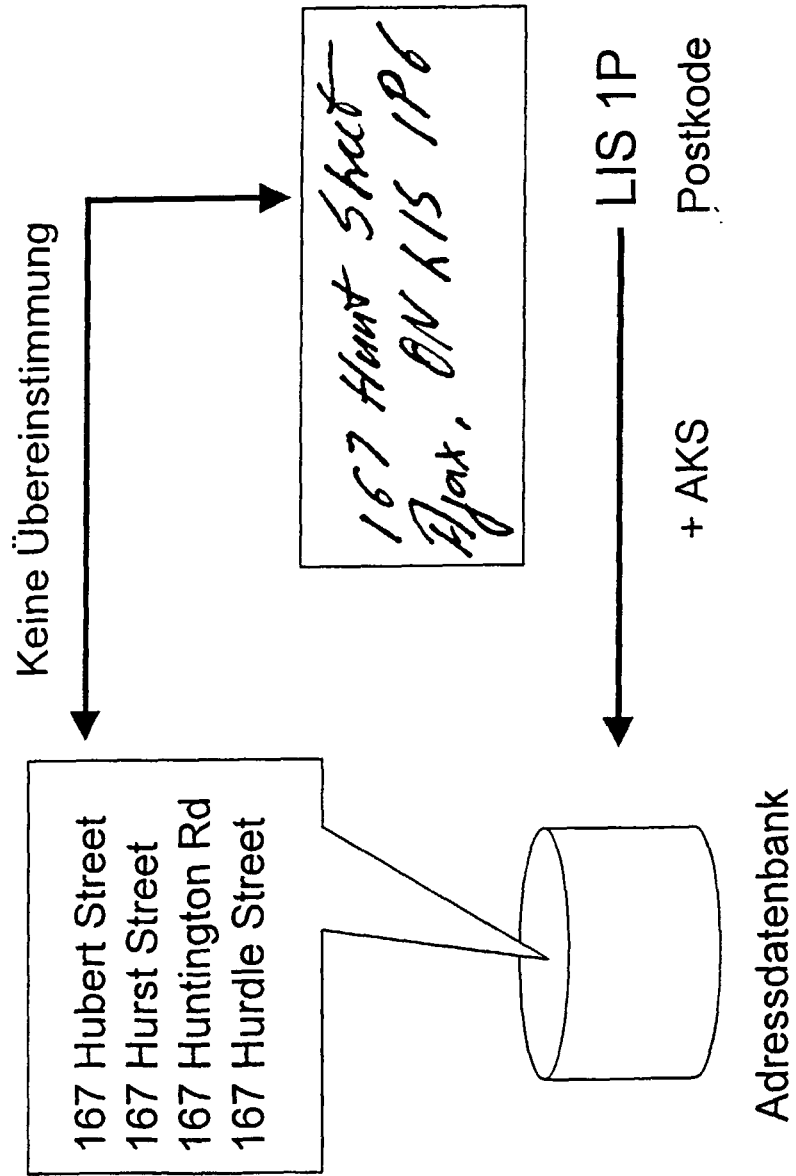 Keine Übereinstimmung
167 Hubert Street
167 Hurst Street
167 Huntington Rd
167 Hurdle Street
167 Hunt Street
Ajax, ON L1S 1P6
LIS 1P
Postkode
+ AKS
Adressdatenbank